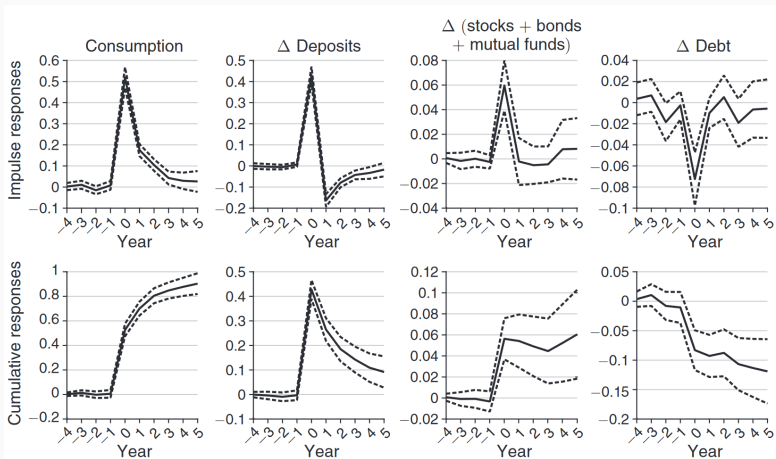 Consumption
Δ Deposits
Δ (stocks + bonds
+ mutual funds)
Δ Debt
Impulse responses
0.6
0.5
0.4
0.3
0.2
0.1
0
−0.1
−4 −3 −2 −1 0 1 2 3 4 5
Year
0.5
0.4
0.3
0.2
0.1
0
−0.1
−0.2
−4 −3 −2 −1 0 1 2 3 4 5
Year
0.08
0.06
0.04
0.02
0
−0.02
−0.04
−4 −3 −2 −1 0 1 2 3 4 5
Year
0.04
0.02
0
−0.02
−0.04
−0.06
−0.08
−0.1
−4 −3 −2 −1 0 1 2 3 4 5
Year
Cumulative responses
1
0.8
0.6
0.4
0.2
0
−0.2
−4 −3 −2 −1 0 1 2 3 4 5
Year
0.5
0.4
0.3
0.2
0.1
0
−0.1
−4 −3 −2 −1 0 1 2 3 4 5
Year
0.12
0.10
0.08
0.06
0.04
0.02
0
−0.02
−4 −3 −2 −1 0 1 2 3 4 5
Year
0.05
0
−0.05
−0.1
−0.15
−0.2
−4 −3 −2 −1 0 1 2 3 4 5
Year